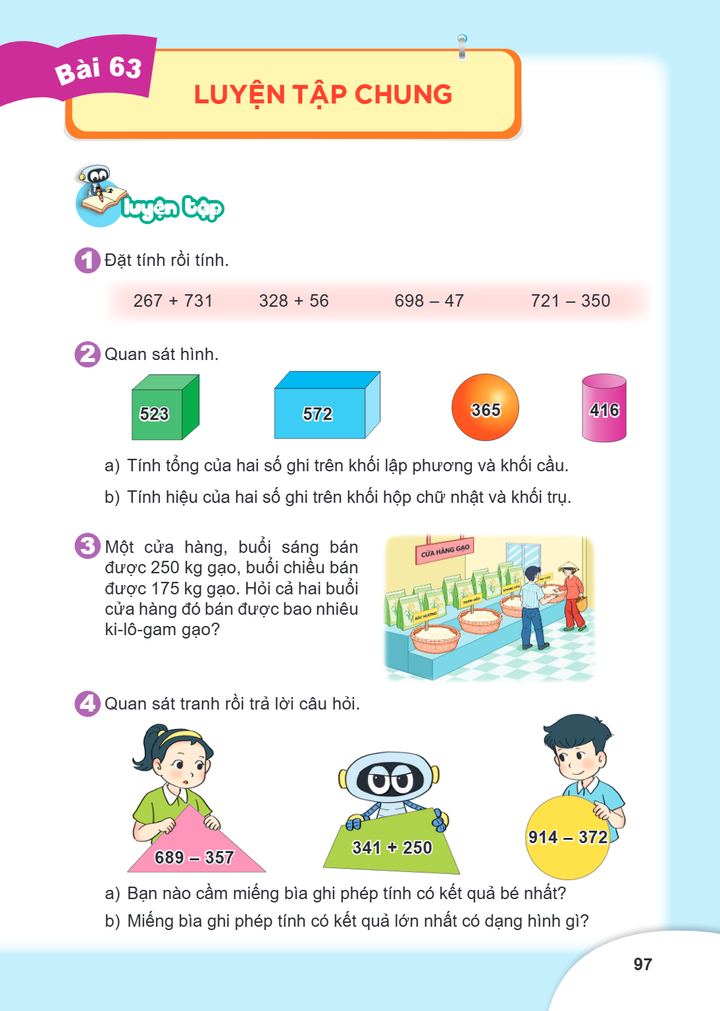 Bài 63
LUYỆN TẬP CHUNG
luyện tập
1 Đặt tính rồi tính.
267 + 731 328 + 56 698 – 47 721 – 350
2 Quan sát hình.
523 572 365 416
a) Tính tổng của hai số ghi trên khối lập phương và khối cầu.
b) Tính hiệu của hai số ghi trên khối hộp chữ nhật và khối trụ.
3 Một cửa hàng, buổi sáng bán
được 250 kg gạo, buổi chiều bán
được 175 kg gạo. Hỏi cả hai buổi
cửa hàng đó bán được bao nhiêu
ki-lô-gam gạo?
CỬA HÀNG GẠO
4 Quan sát tranh rồi trả lời câu hỏi.
689 – 357 341 + 250 914 – 372
a) Bạn nào cầm miếng bìa ghi phép tính có kết quả bé nhất?
b) Miếng bìa ghi phép tính có kết quả lớn nhất có dạng hình gì?
97